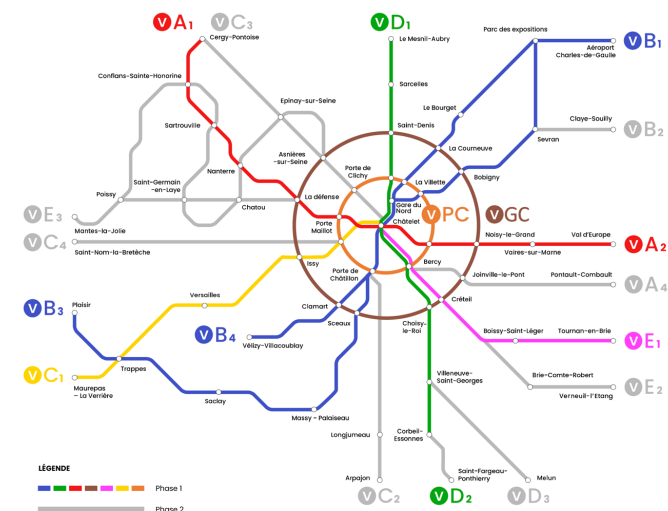 V A1
V C3
V D1
Cergy-Pontoise
Le Mesnil-Aubry
Parc des expositions
V B1
Aéroport
Charles-de-Gaulle
Conflans-Sainte-Honorine
Sarcelles
Epinay-sur-Seine
Le Bourget
Claye-Souilly
V B2
Sartrouville
Saint-Denis
Sevran
La Courneuve
Asnières
-sur-Seine
Nanterre
Porte de
Clichy
La Villette
Bobigny
Saint-Germain
-en-Laye
Poissy
Chatou
La défense
Gare du
Nord
V PC
V GC
V E3
Mantes-la-Jolie
Porte
Maillot
Châtelet
Noisy-le-Grand
Val d'Europe
V A2
V C4
Saint-Nom-la-Bretèche
Vaires-sur-Marne
Issy
Bercy
Porte de
Châtillon
Joinville-le-Pont
Pontault-Combault
V A4
Versailles
Créteil
V B3
Plaisir
Clamart
Sceaux
Choisy-
le-Roi
Boissy-Saint-Léger
Tournan-en-Brie
V E1
V B4
Vélizy-Villacoublay
Trappes
V C1
Maurepas
– La Verrière
Villeneuve-
Saint-Georges
Brie-Comte-Robert
Verneuil-l'Etang
V E2
Saclay
Massy - Palaiseau
Longjumeau
Corbeil-
Essonnes
LÉGENDE
Phase 1
Phase 2
Arpajon
V C2
V D2
Saint-Fargeau-
Ponthierry
V D3
Melun